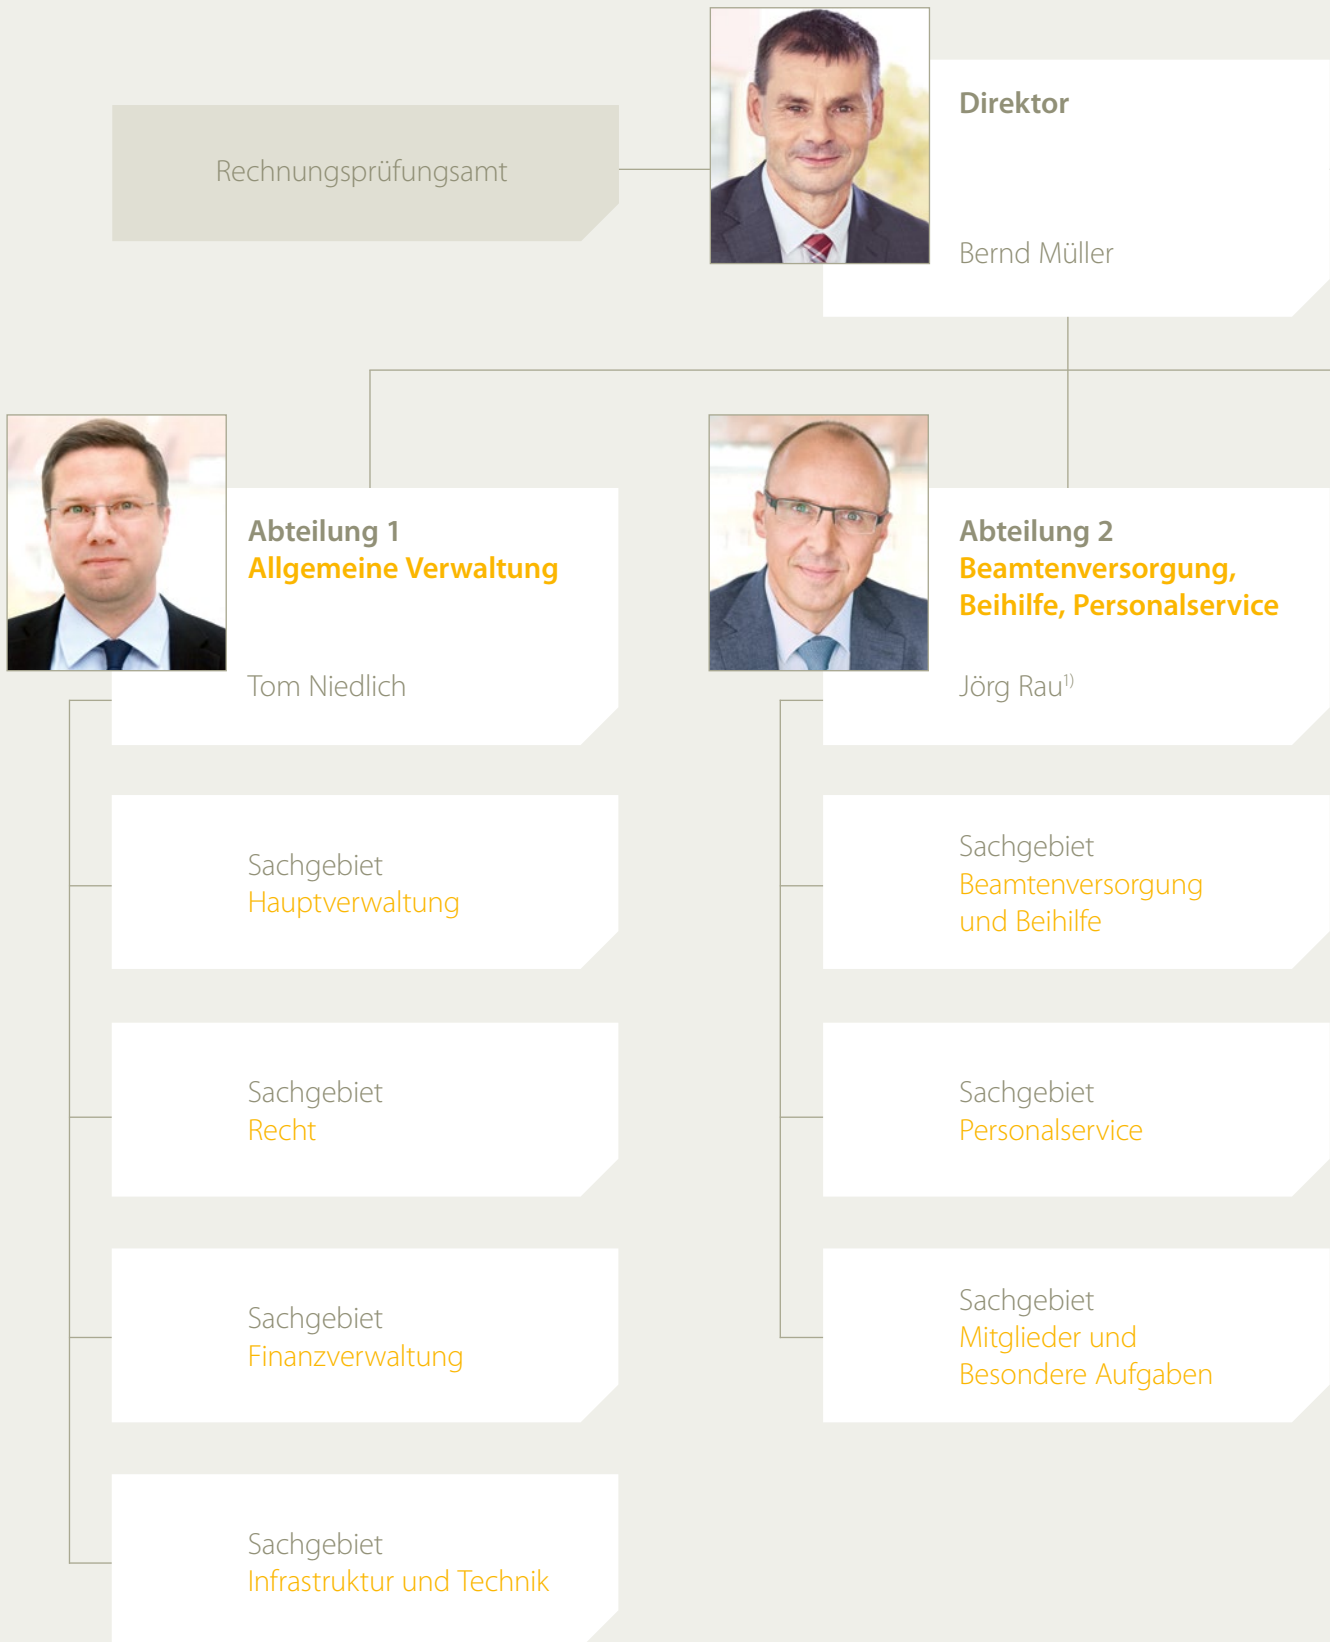 Rechnungsprüfungsamt
Direktor
Bernd Müller
Abteilung 1
Allgemeine Verwaltung
Tom Niedlich
Abteilung 2
Beamtenversorgung,
Beihilfe, Personalservice
Jörg Rau¹⁾
Sachgebiet
Hauptverwaltung
Sachgebiet
Recht
Sachgebiet
Finanzverwaltung
Sachgebiet
Infrastruktur und Technik
Sachgebiet
Beamtenversorgung
und Beihilfe
Sachgebiet
Personalservice
Sachgebiet
Mitglieder und
Besondere Aufgaben